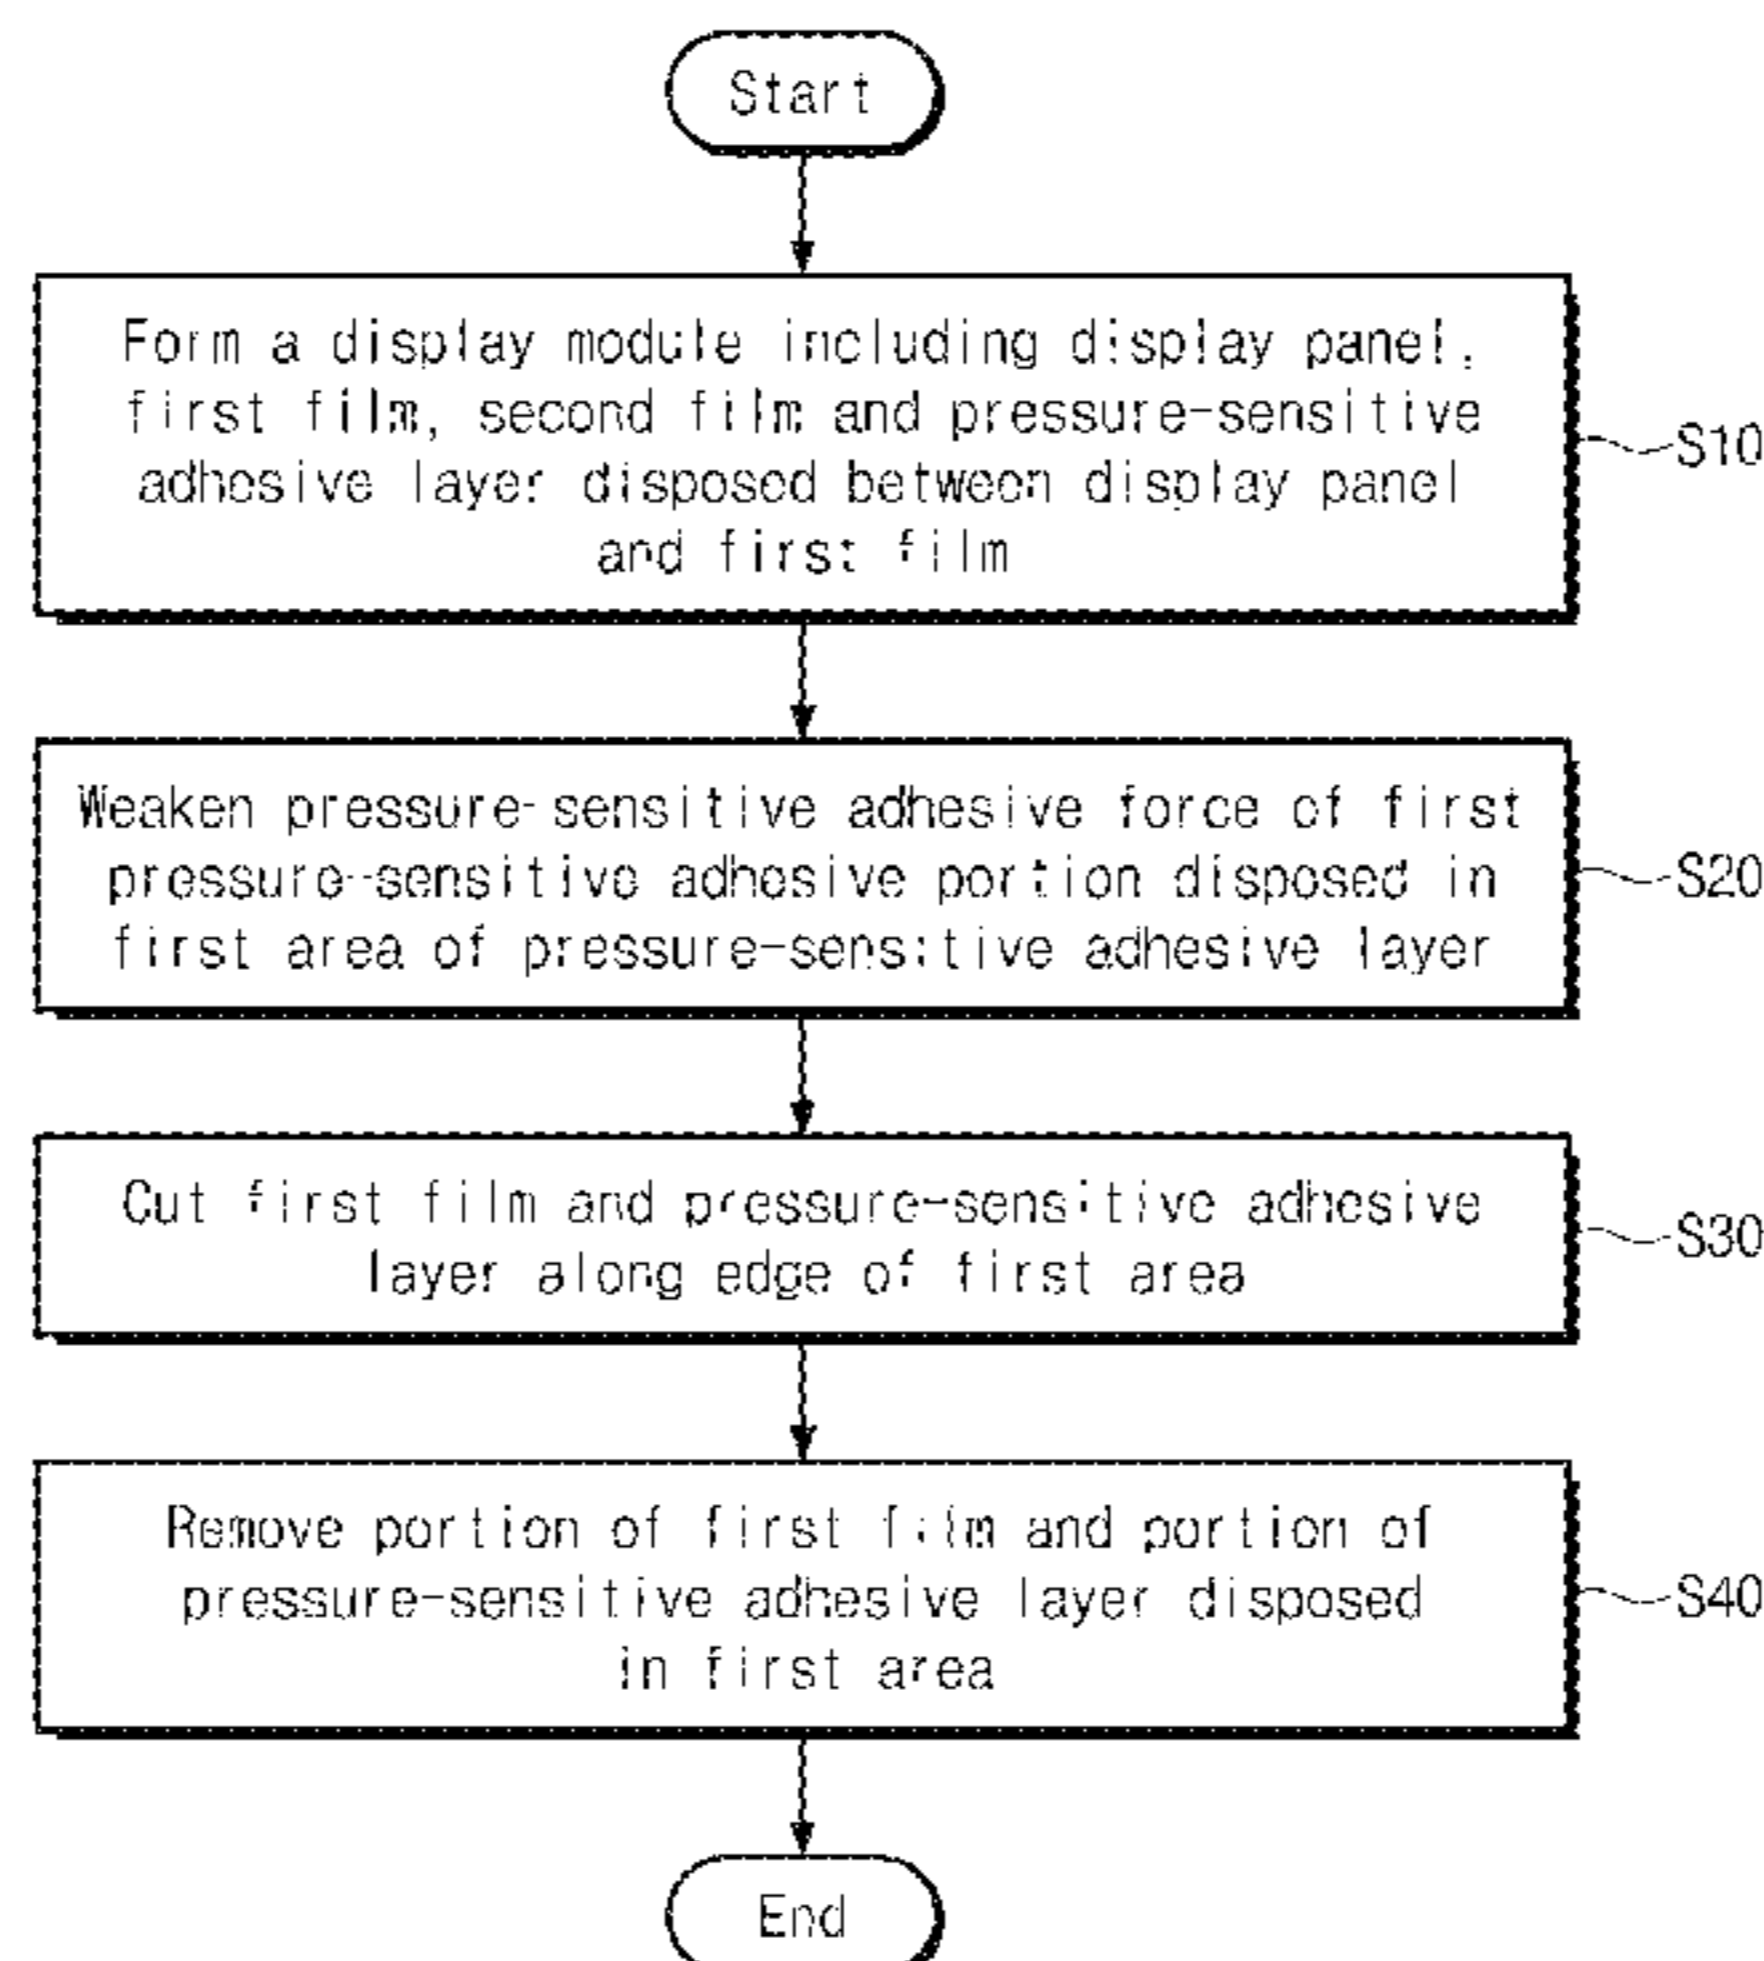 Start
Form a display module including display panel,
first film, second film and pressure-sensitive
adhesive layer disposed between display panel
and first film
S10
Weaken pressure-sensitive adhesive force of first
pressure-sensitive adhesive portion disposed in
first area of pressure-sensitive adhesive layer
S20
Cut first film and pressure-sensitive adhesive
layer along edge of first area
S30
Remove portion of first film and portion of
pressure-sensitive adhesive layer disposed
in first area
S40
End